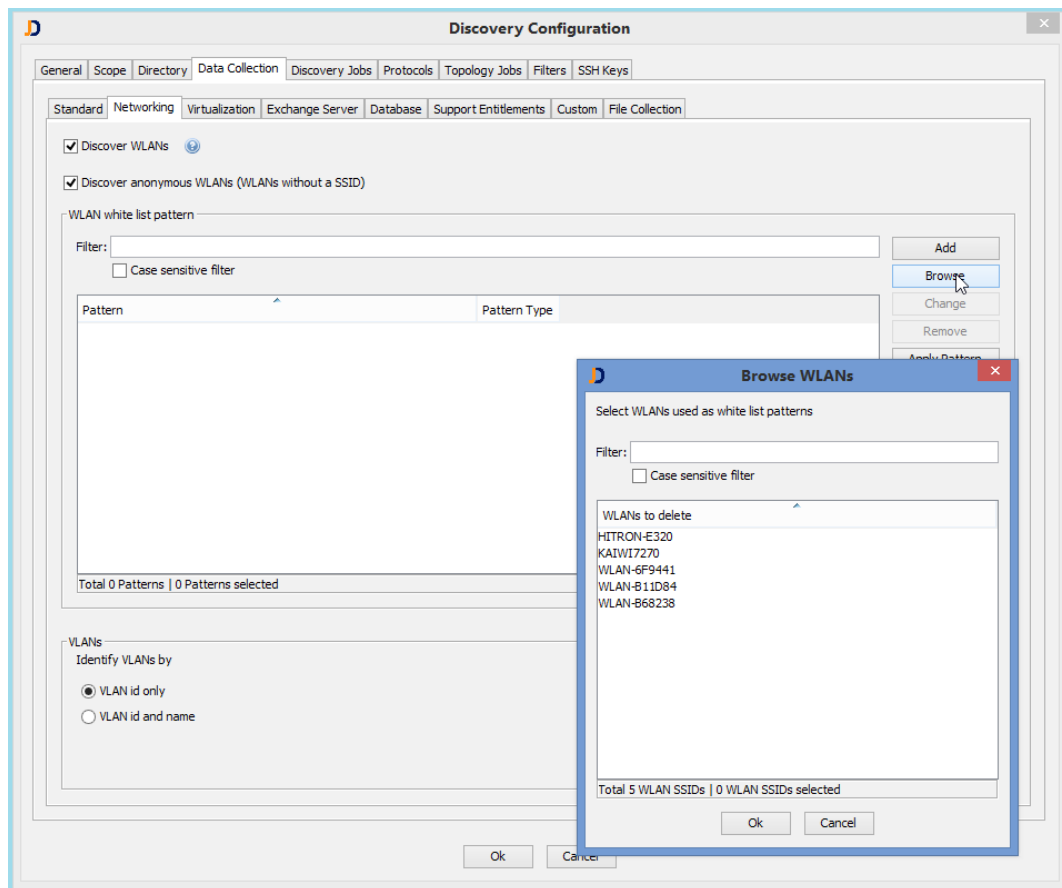 Discovery Configuration
General Scope Directory Data Collection Discovery Jobs Protocols Topology Jobs Filters SSH Keys
Standard Networking Virtualization Exchange Server Database Support Entitlements Custom File Collection
Discover WLANs
Discover anonymous WLANs (WLANs without a SSID)
WLAN white list pattern
Filter:
Add
Case sensitive filter
Browse
Pattern Pattern Type
Change
Remove
Apply Pattern
Total 0 Patterns | 0 Patterns selected
VLANs
Identify VLANs by
VLAN id only
VLAN id and name
Ok Cancel
Browse WLANs
Select WLANs used as white list patterns
Filter:
Case sensitive filter
WLANs to delete
HITRON-E320
KAIWI7270
WLAN-6F9441
WLAN-B11D84
WLAN-B68238
Total 5 WLAN SSIDs | 0 WLAN SSIDs selected
Ok Cancel